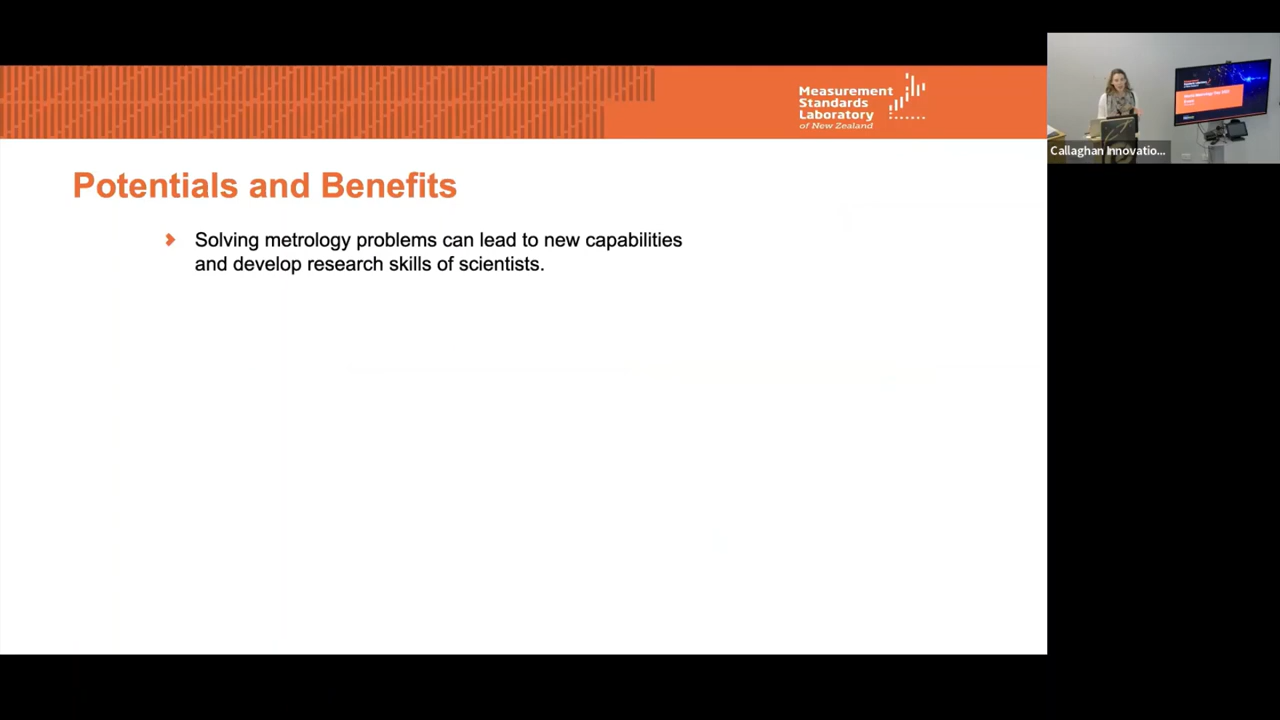 Measurement
Standards
Laboratory
of New Zealand
Callaghan Innovatio...
Potentials and Benefits
Solving metrology problems can lead to new capabilities
and develop research skills of scientists.